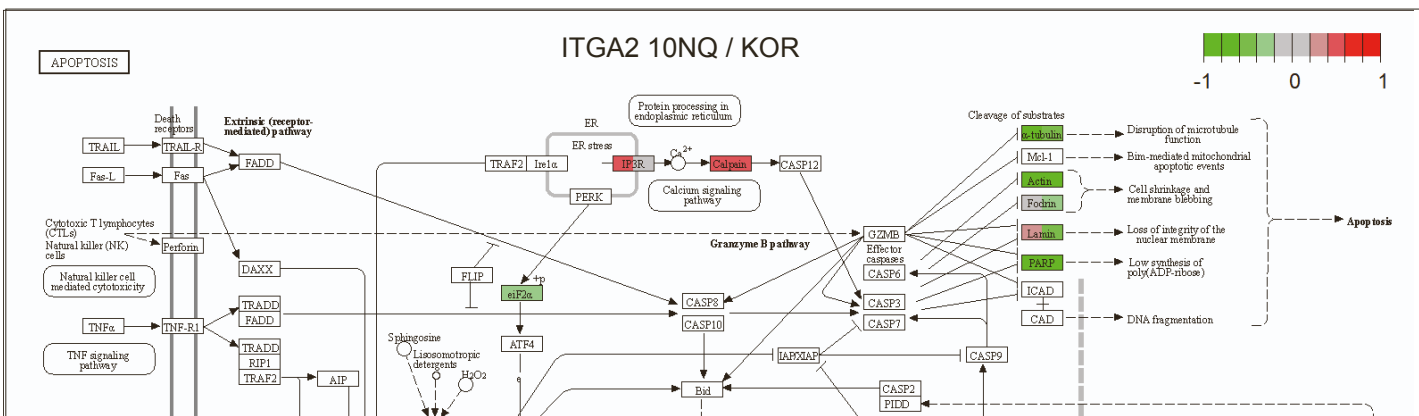 ITGA2 10NQ / KOR
-1
0
1
APOPTOSIS
Death
receptors
Extrinsic (receptor-
mediated) pathway
TRAIL
TRAIL-R
Fas-L
Fas
FADD
Cytotoxic T lymphocytes
(CTLs)
Natural killer (NK)
cells
Perforin
Natural killer cell
mediated cytotoxicity
DAXX
TNFα
TNF-R1
TNF signaling
pathway
TRADD
FADD
TRADD
RIP1
TRAF2
AIP
ER
ER stress
TRAF2
Ire1α
PERK
IP3R
Ca2+
Calpain
CASP12
Protein processing in
endoplasmic reticulum
Calcium signaling
pathway
Granzyme B pathway
FLIP
+p
eiF2α
ATF4
Sphingosine
Lisosomotropic
detergents
H2O2
CASP8
CASP10
Bid
GZMB
Effector
caspases
CASP6
CASP3
CASP7
IAP/XIAP
CASP9
CASP2
PIDD
Cleavage of substrates
α-tubulin
Mcl-1
Actin
Fodrin
Lamin
PARP
ICAD
CAD
Disruption of microtubule
function
Bim-mediated mitochondrial
apoptotic events
Cell shrinkage and
membrane blebbing
Loss of integrity of the
nuclear membrane
Low synthesis of
poly(ADP-ribose)
DNA fragmentation
Apoptosis